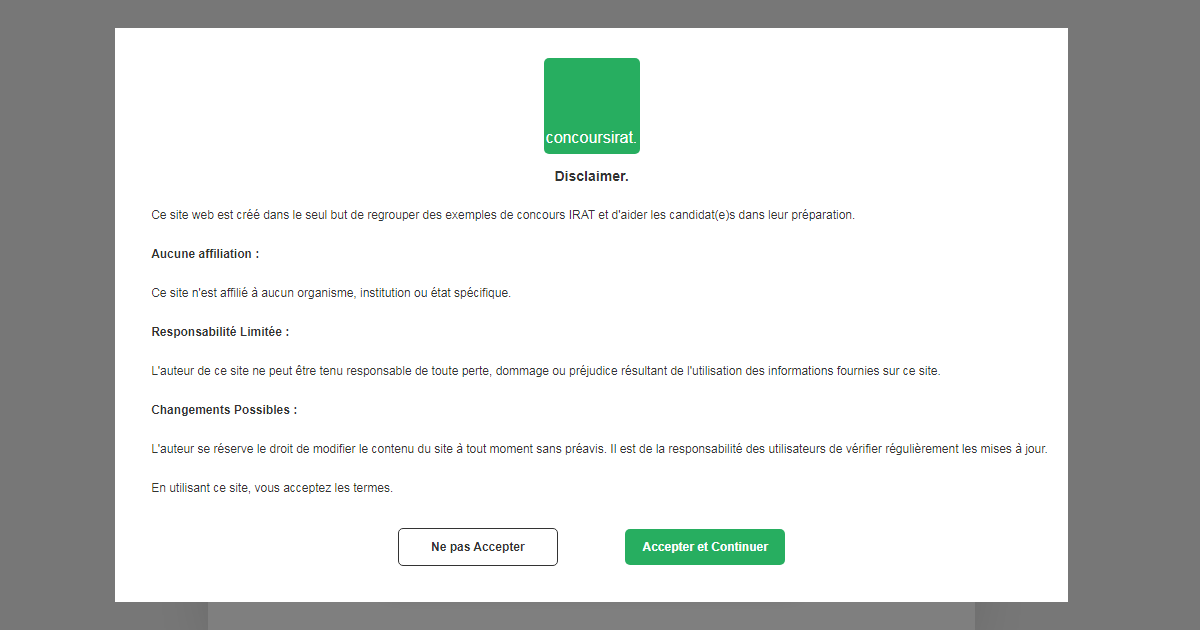 concoursirat.
Disclaimer.
Ce site web est créé dans le seul but de regrouper des exemples de concours IRAT et d'aider les candidat(e)s dans leur préparation.
Aucune affiliation :
Ce site n'est affilié à aucun organisme, institution ou état spécifique.
Responsabilité Limitée :
L'auteur de ce site ne peut être tenu responsable de toute perte, dommage ou préjudice résultant de l'utilisation des informations fournies sur ce site.
Changements Possibles :
L'auteur se réserve le droit de modifier le contenu du site à tout moment sans préavis. Il est de la responsabilité des utilisateurs de vérifier régulièrement les mises à jour.
En utilisant ce site, vous acceptez les termes.
Ne pas Accepter
Accepter et Continuer